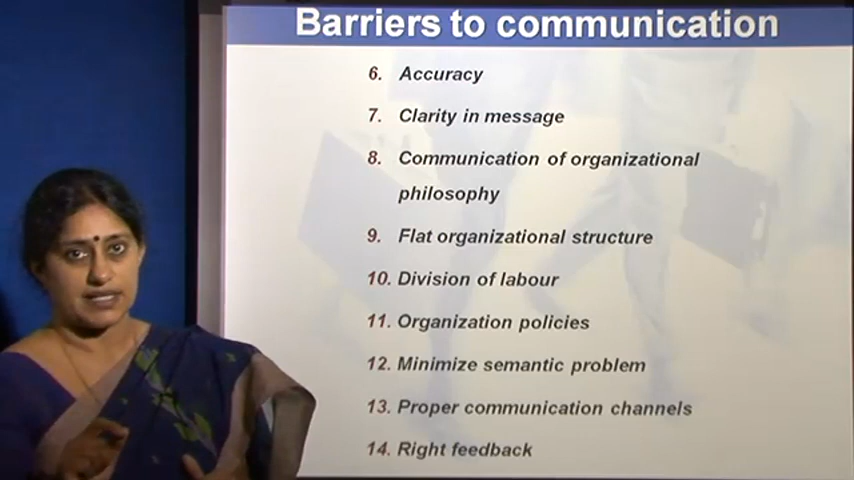 Barriers to communication
6. Accuracy
7. Clarity in message
8. Communication of organizational
philosophy
9. Flat organizational structure
10. Division of labour
11. Organization policies
12. Minimize semantic problem
13. Proper communication channels
14. Right feedback